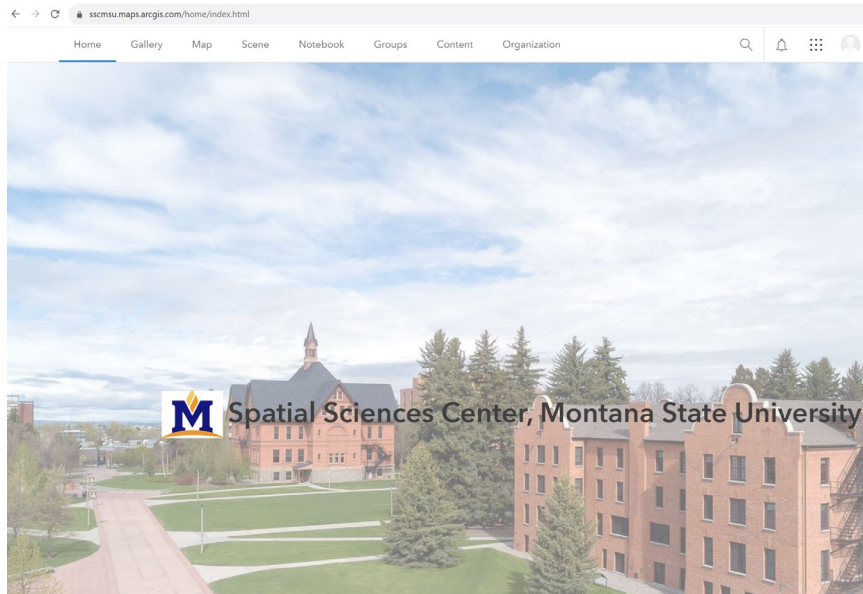 sscmsu.maps.arcgis.com/home/index.html
Home Gallery Map Scene Notebook Groups Content Organization
M Spatial Sciences Center, Montana State University